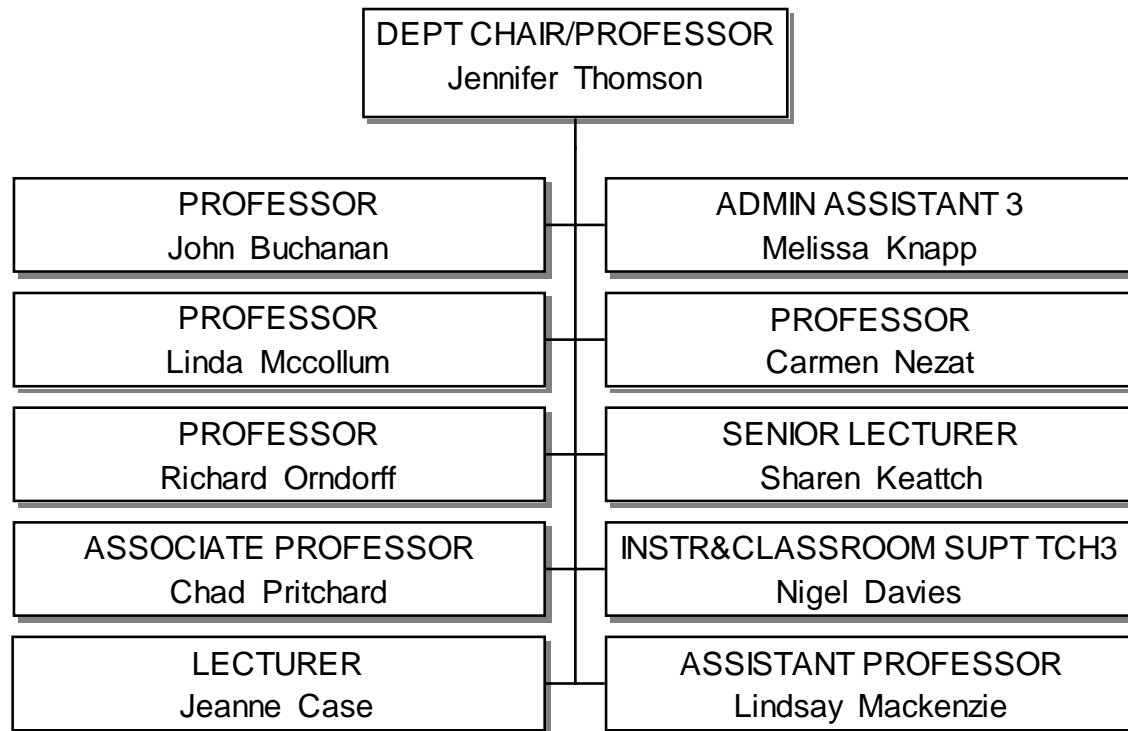 DEPT CHAIR/PROFESSOR
Jennifer Thomson
PROFESSOR
John Buchanan
ADMIN ASSISTANT 3
Melissa Knapp
PROFESSOR
Linda Mccollum
PROFESSOR
Carmen Nezat
PROFESSOR
Richard Orndorff
SENIOR LECTURER
Sharen Keattch
ASSOCIATE PROFESSOR
Chad Pritchard
INSTR&CLASSROOM SUPT TCH3
Nigel Davies
LECTURER
Jeanne Case
ASSISTANT PROFESSOR
Lindsay Mackenzie